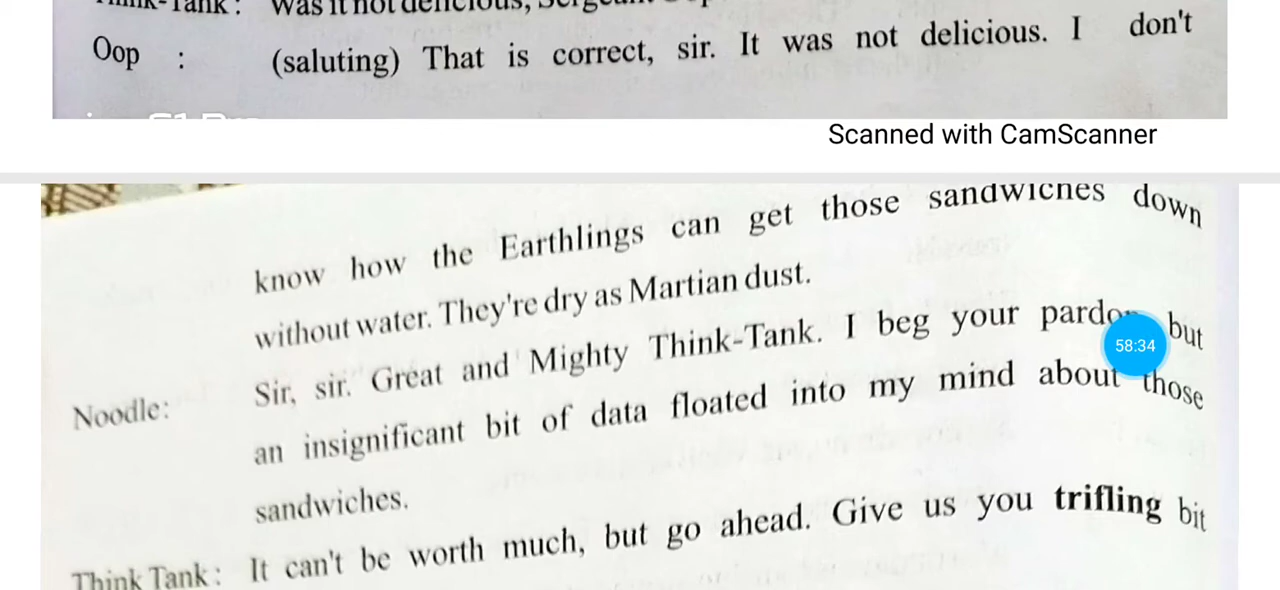 Think-Tank: Was it not delicious,
Oop : (saluting) That is correct, sir. It was not delicious. I don't
Scanned with CamScanner
know how the Earthlings can get those sandwiches down
without water. They're dry as Martian dust.
Noodle: Sir, sir. Great and Mighty Think-Tank. I beg your pardon but
58:34
an insignificant bit of data floated into my mind about those
sandwiches.
Think Tank: It can't be worth much, but go ahead. Give us you trifling bit